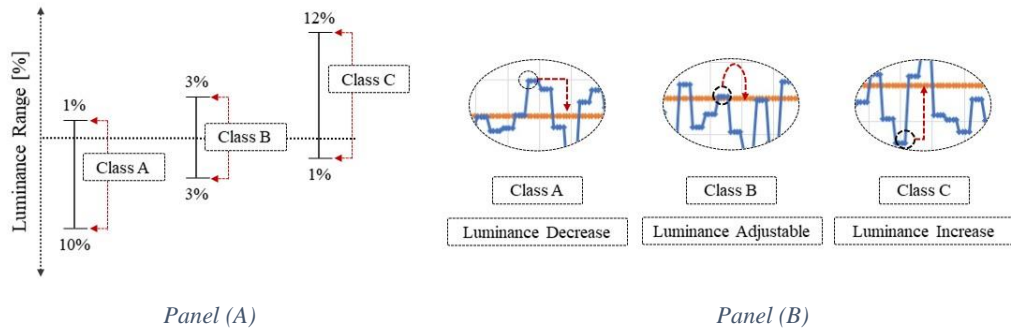 Luminance Range [%]
1%
10%
Class A
3%
3%
Class B
12%
1%
Class C
Class A
Class B
Class C
Luminance Decrease
Luminance Adjustable
Luminance Increase
Panel (A)
Panel (B)